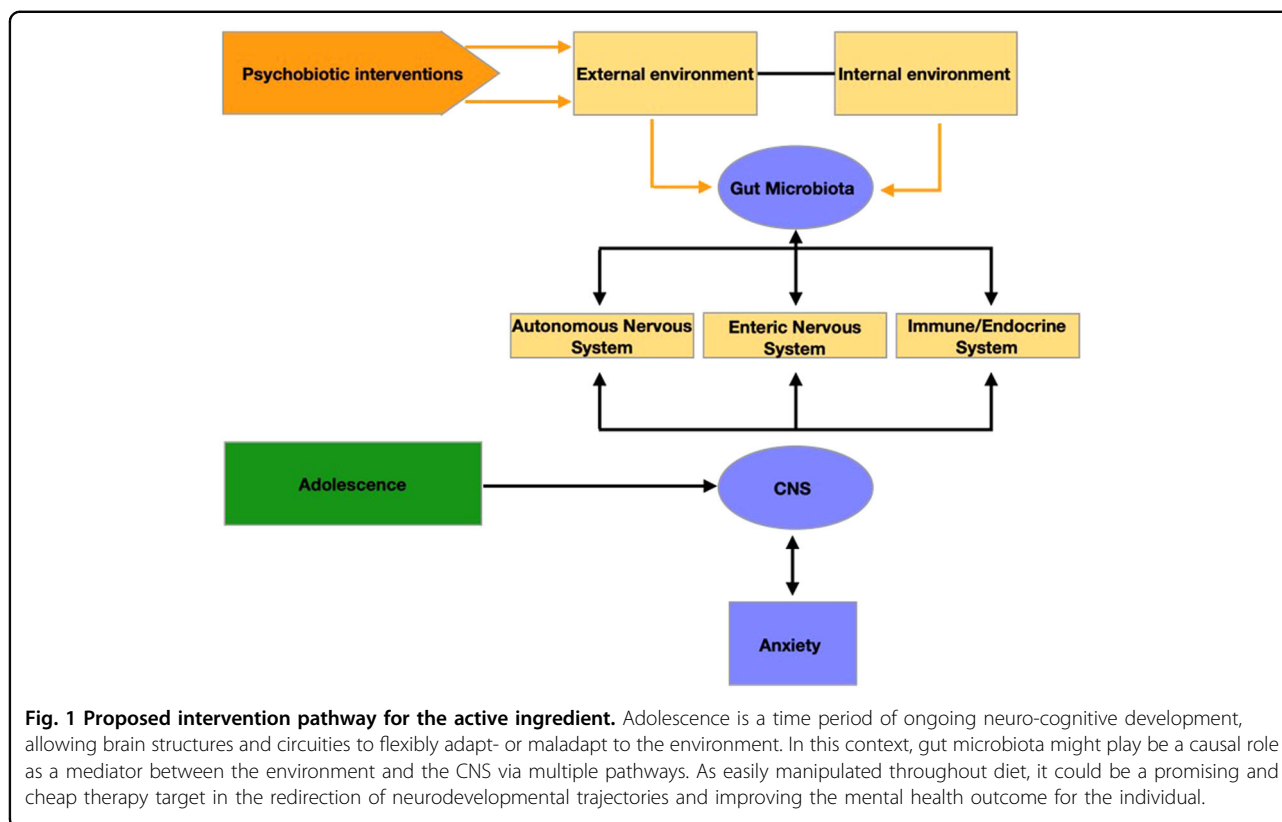 Psychobiotic interventions
External environment
Internal environment
Gut Microbiota
Autonomous Nervous
System
Enteric Nervous
System
Immune/Endocrine
System
Adolescence
CNS
Anxiety
Fig. 1 Proposed intervention pathway for the active ingredient. Adolescence is a time period of ongoing neuro-cognitive development,
allowing brain structures and circuities to flexibly adapt- or maladapt to the environment. In this context, gut microbiota might play be a causal role
as a mediator between the environment and the CNS via multiple pathways. As easily manipulated throughout diet, it could be a promising and
cheap therapy target in the redirection of neurodevelopmental trajectories and improving the mental health outcome for the individual.